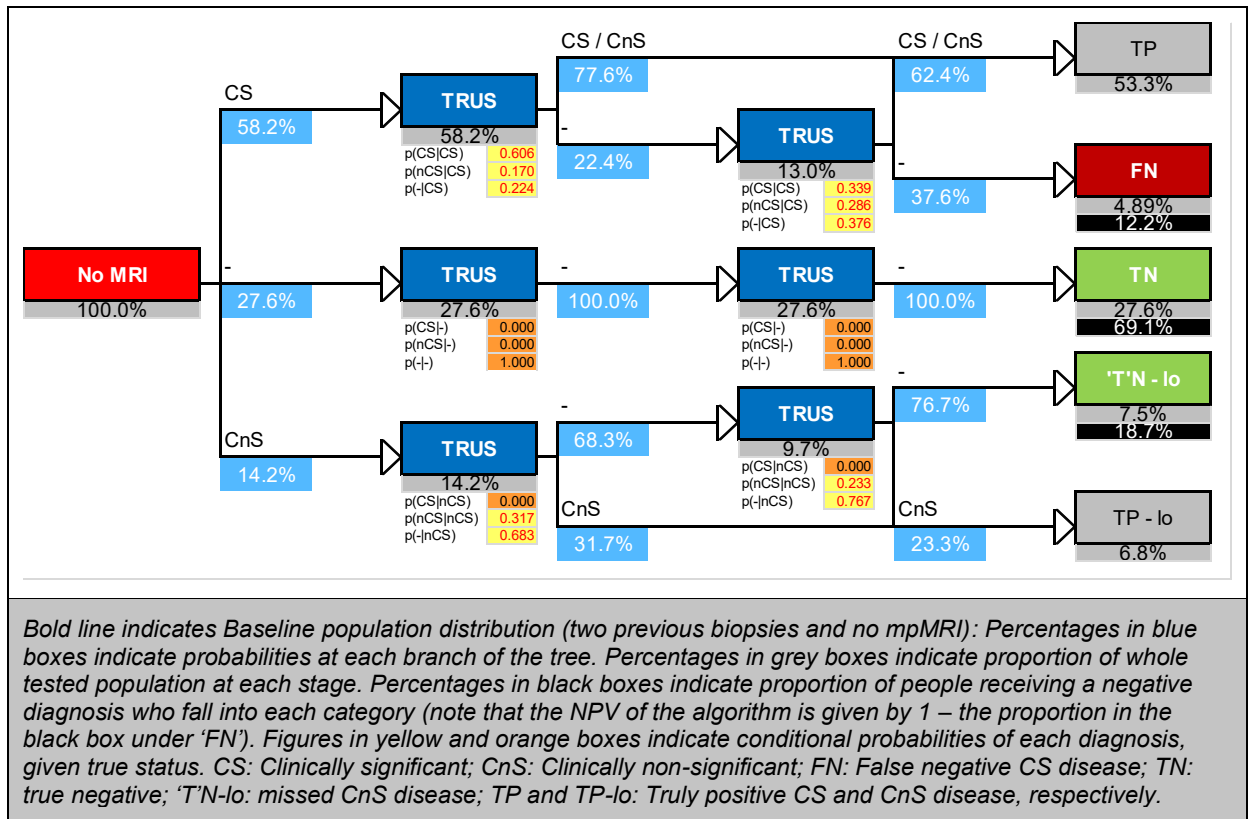 CS / CnS
CS / CnS
TP
77.6%
62.4%
53.3%
CS
TRUS
58.2%
58.2%
-
TRUS
-
FN
p(CS|CS) 0.606
22.4%
13.0%
37.6%
4.89%
p(nCS|CS) 0.170
p(CS|CS) 0.339
12.2%
p(-|CS) 0.224
p(nCS|CS) 0.286
p(-|CS) 0.376
No MRI
-
TRUS
-
TRUS
-
TN
100.0%
27.6%
27.6%
100.0%
27.6%
100.0%
27.6%
69.1%
p(CS|-) 0.000
p(CS|-) 0.000
p(nCS|-) 0.000
p(nCS|-) 0.000
p(-|-) 1.000
p(-|-) 1.000
-
'T'N - lo
-
TRUS
76.7%
7.5%
18.7%
CnS
TRUS
68.3%
9.7%
14.2%
14.2%
p(CS|nCS) 0.000
p(nCS|nCS) 0.233
p(-|nCS) 0.767
p(CS|nCS) 0.000
CnS
CnS
TP - lo
p(nCS|nCS) 0.317
31.7%
23.3%
6.8%
p(-|nCS) 0.683
Bold line indicates Baseline population distribution (two previous biopsies and no mpMRI): Percentages in blue
boxes indicate probabilities at each branch of the tree. Percentages in grey boxes indicate proportion of whole
tested population at each stage. Percentages in black boxes indicate proportion of people receiving a negative
diagnosis who fall into each category (note that the NPV of the algorithm is given by 1 – the proportion in the
black box under ‘FN’). Figures in yellow and orange boxes indicate conditional probabilities of each diagnosis,
given true status. CS: Clinically significant; CnS: Clinically non-significant; FN: False negative CS disease; TN:
true negative; ‘T’N-lo: missed CnS disease; TP and TP-lo: Truly positive CS and CnS disease, respectively.